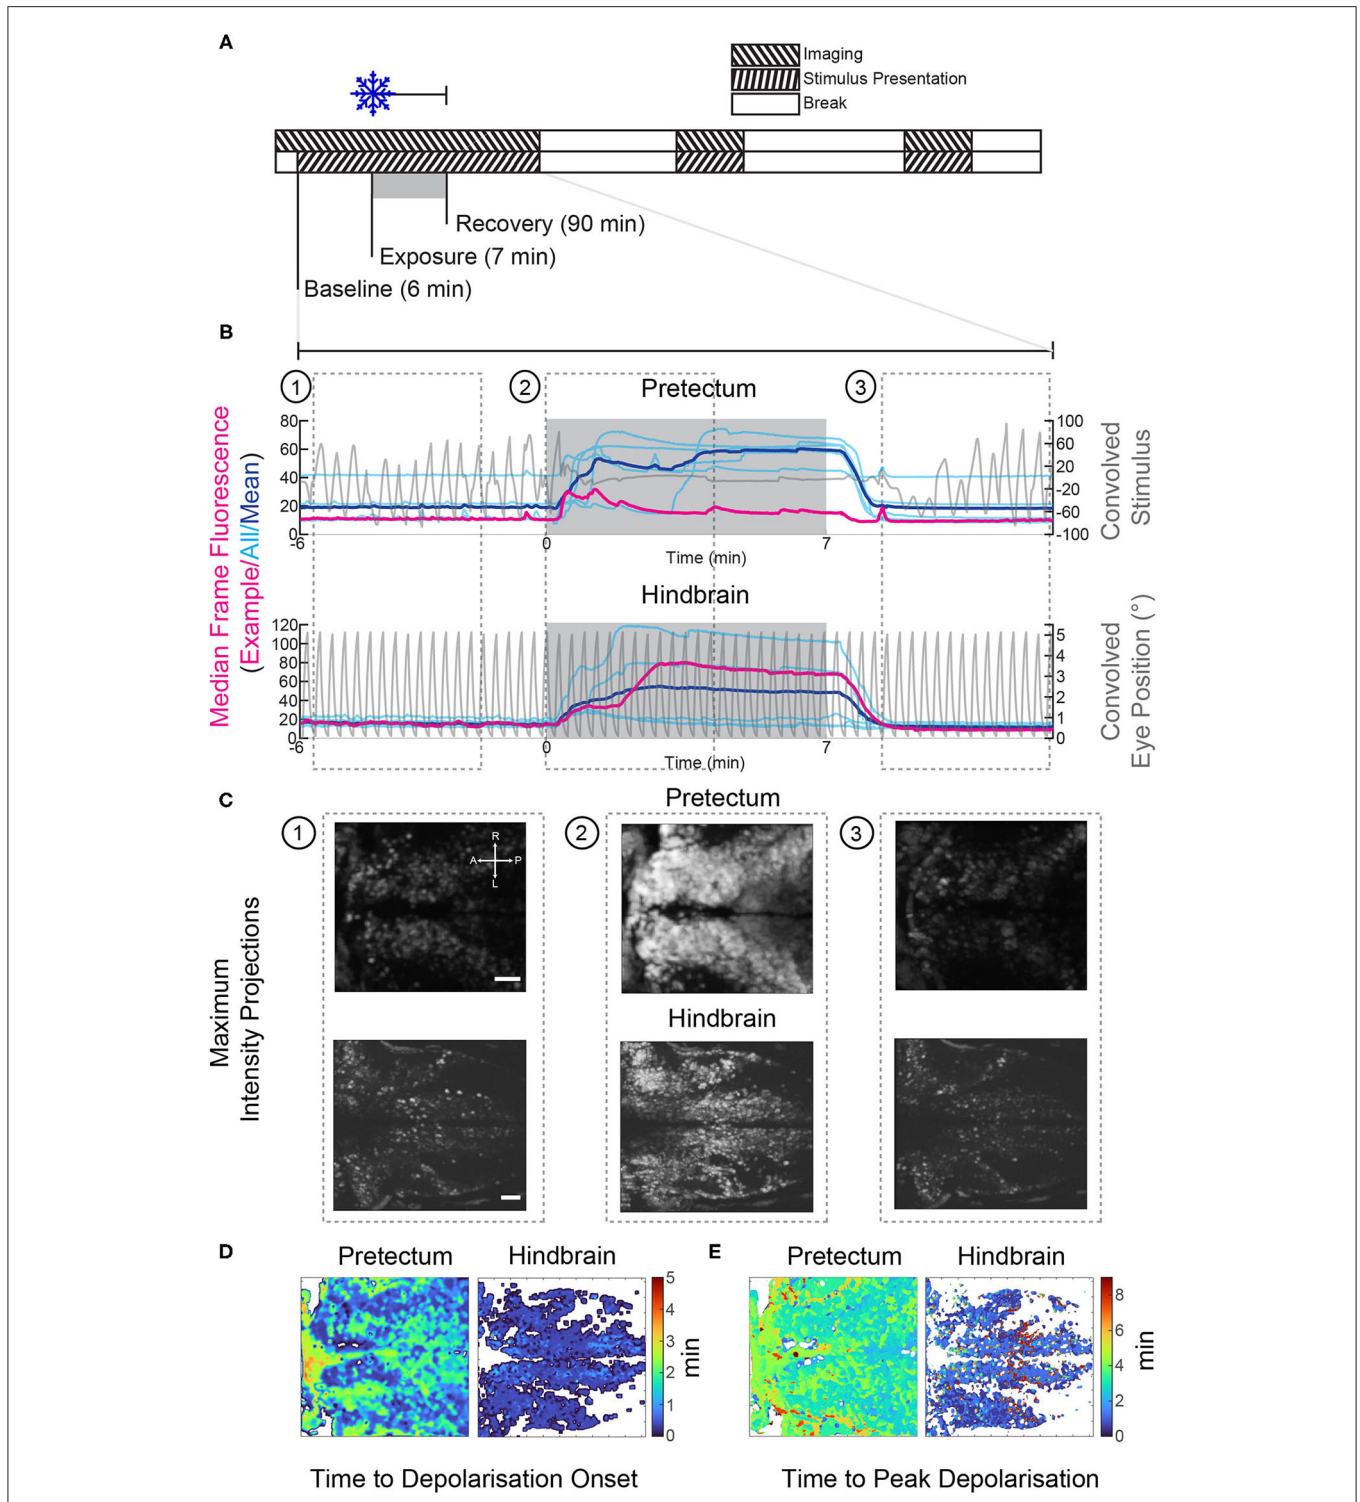 A
Imaging
Stimulus Presentation
Break
Recovery (90 min)
Exposure (7 min)
Baseline (6 min)
B
1
2
3
Pretectum
Median Frame Fluorescence
(Example/All/Mean)
80
60
40
20
0
100
60
20
-20
-60
-100
Convolved
Stimulus
-6
0
7
Time (min)
Hindbrain
120
100
80
60
40
20
0
5
4
3
2
1
0
Convolved
Eye Position (°)
-6
0
7
Time (min)
C
Pretectum
1
2
3
R
A
P
L
Maximum
Intensity Projections
Hindbrain
D
Pretectum
Hindbrain
5
4
3
2
1
0
min
Time to Depolarisation Onset
E
Pretectum
Hindbrain
8
6
4
2
0
min
Time to Peak Depolarisation